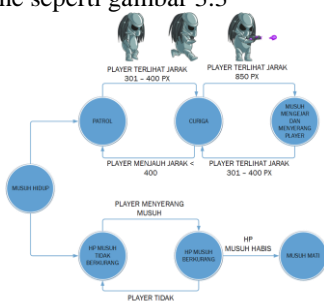 me seperti gambar 3.3
PLAYER TERLIHAT JARAK
301 – 400 PX
PLAYER TERLIHAT JARAK
850 PX
PATROL
CURIGA
MUSUH
MENGEJAR
DAN
MENYERANG
PLAYER
PLAYER MENJAUH JARAK <
400
PLAYER TERLIHAT JARAK
301 – 400 PX
MUSUH HIDUP
PLAYER MENYERANG
MUSUH
HP MUSUH
TIDAK
BERKURANG
HP MUSUH
BERKURANG
HP
MUSUH HABIS
MUSUH MATI
PLAYER TIDAK